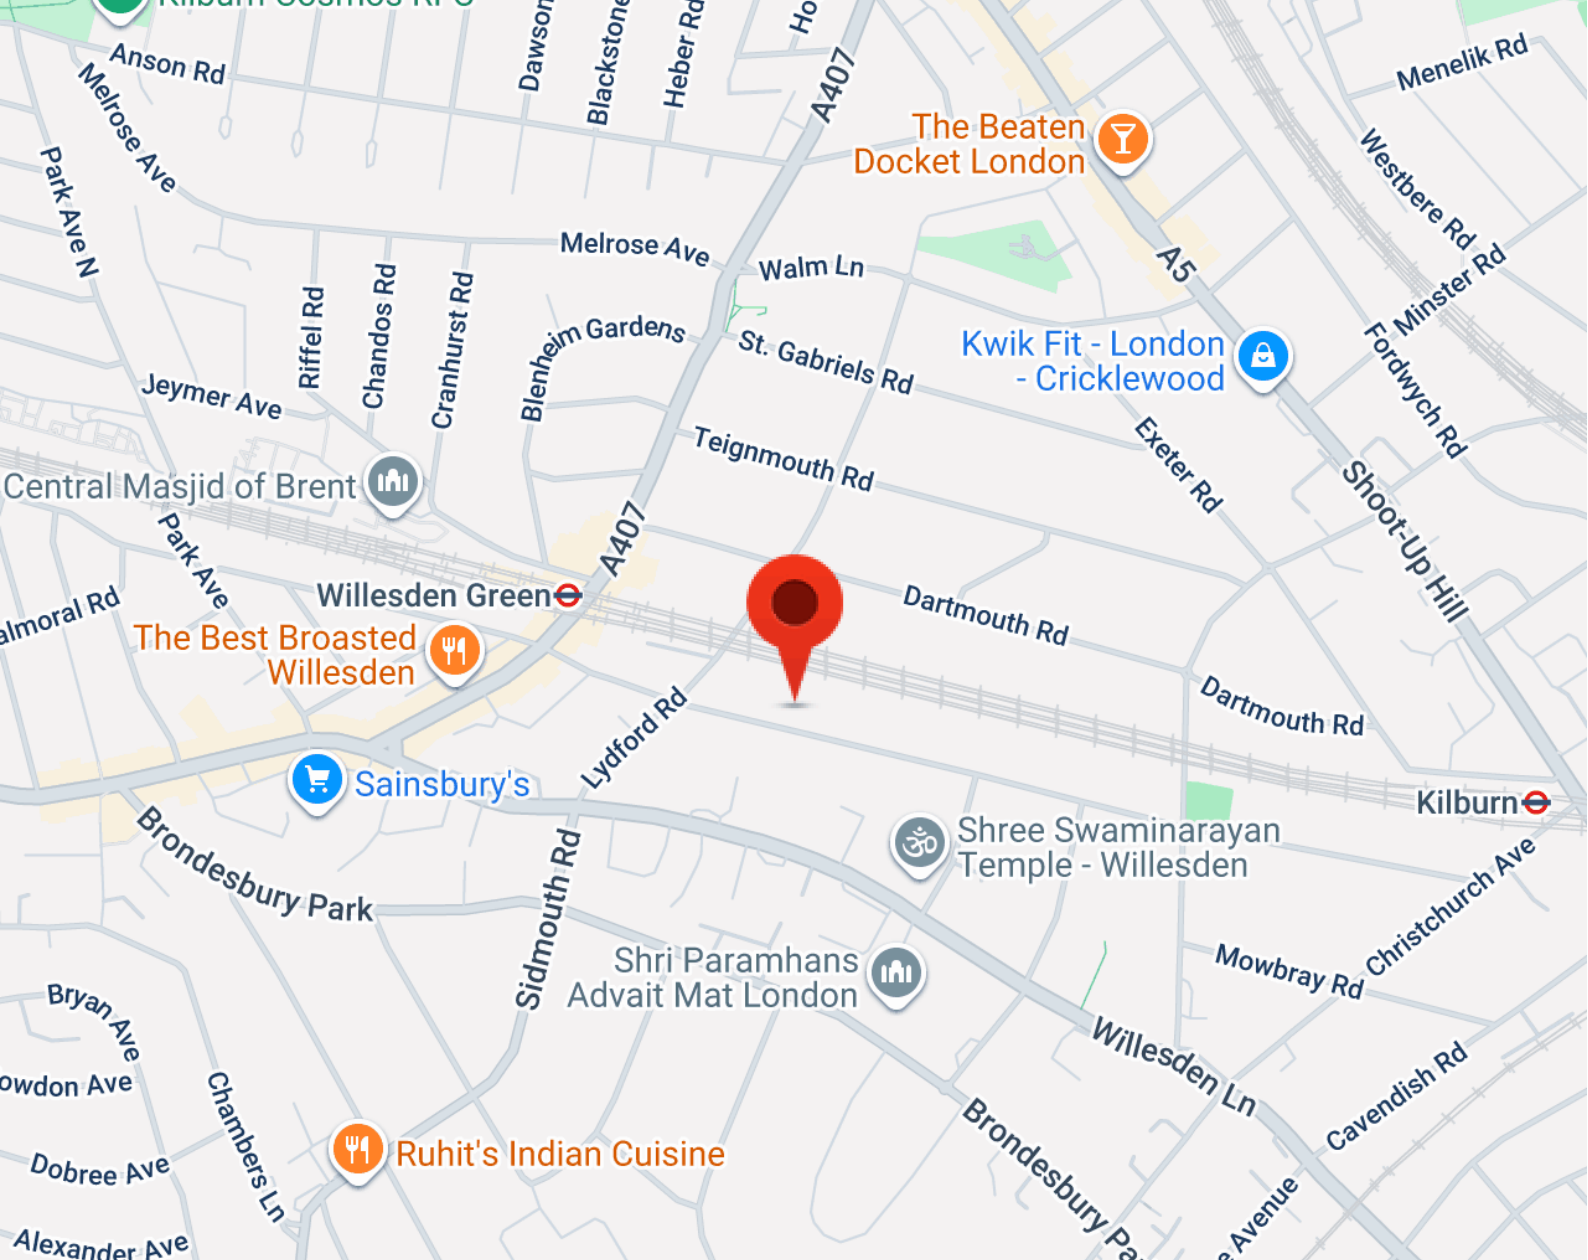 Anson Rd
Dawson
Blackstone
Heber Rd
Ho
A407
Menelik Rd
Melrose Ave
The Beaten
Docket London
Park Ave N
Westbere Rd
Melrose Ave
Walm Ln
A5
Minster Rd
Riffel Rd
Chandos Rd
Cranhurst Rd
Blenheim Gardens
St. Gabriels Rd
Kwik Fit - London
- Cricklewood
Fordwych Rd
Jeymer Ave
Teignmouth Rd
Exeter Rd
Central Masjid of Brent
Shoot-Up Hill
Park Ave
A407
Willesden Green
almoral Rd
Dartmouth Rd
The Best Broasted
Willesden
Lydford Rd
Dartmouth Rd
Sainsbury's
Kilburn
Brondesbury Park
Sidmouth Rd
Shree Swaminarayan
Temple - Willesden
Christchurch Ave
Shri Paramhans
Advait Mat London
Mowbray Rd
Bryan Ave
Willesden Ln
owdon Ave
Chambers Ln
Cavendish Rd
Brondesbury Pa
Ruhit's Indian Cuisine
Dobree Ave
e Avenue
Alexander Ave